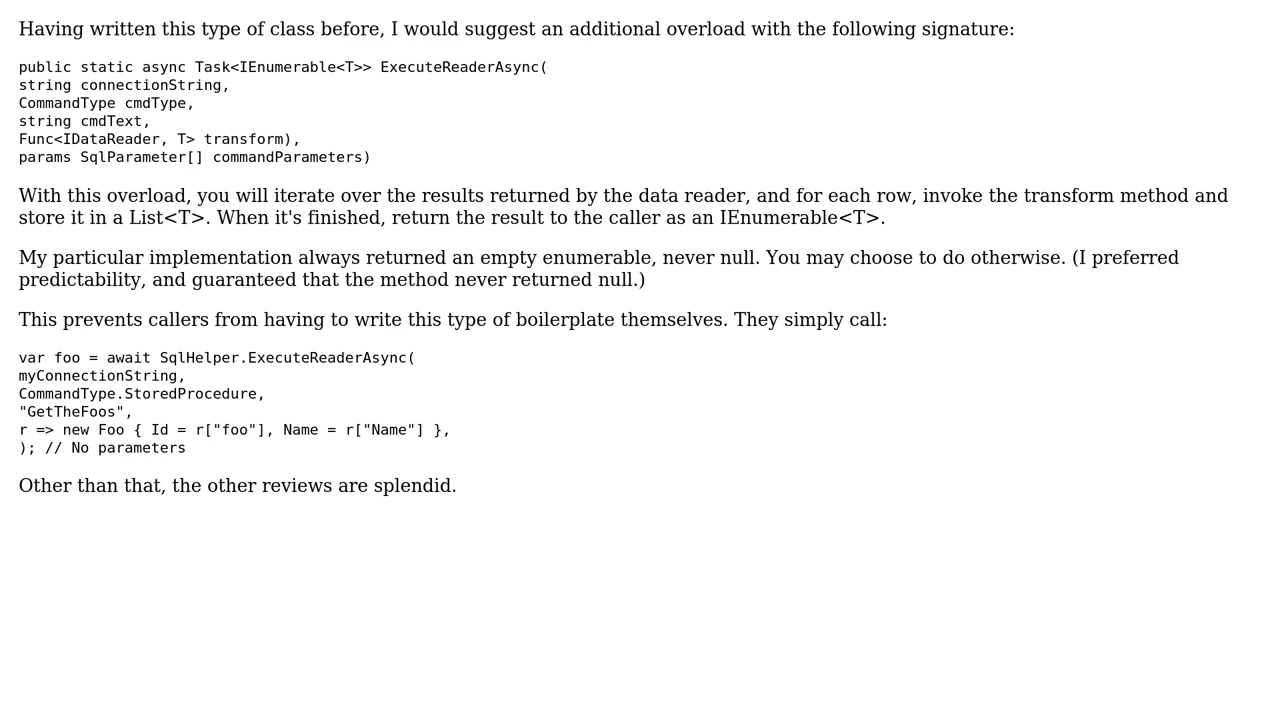 Having written this type of class before, I would suggest an additional overload with the following signature:
public static async Task<IEnumerable<T>> ExecuteReaderAsync(
string connectionString,
CommandType cmdType,
string cmdText,
Func<IDataReader, T> transform),
params SqlParameter[] commandParameters)
With this overload, you will iterate over the results returned by the data reader, and for each row, invoke the transform method and
store it in a List<T>. When it's finished, return the result to the caller as an IEnumerable<T>.
My particular implementation always returned an empty enumerable, never null. You may choose to do otherwise. (I preferred
predictability, and guaranteed that the method never returned null.)
This prevents callers from having to write this type of boilerplate themselves. They simply call:
var foo = await SqlHelper.ExecuteReaderAsync(
myConnectionString,
CommandType.StoredProcedure,
"GetTheFoos",
r => new Foo { Id = r["foo"], Name = r["Name"] },
); // No parameters
Other than that, the other reviews are splendid.